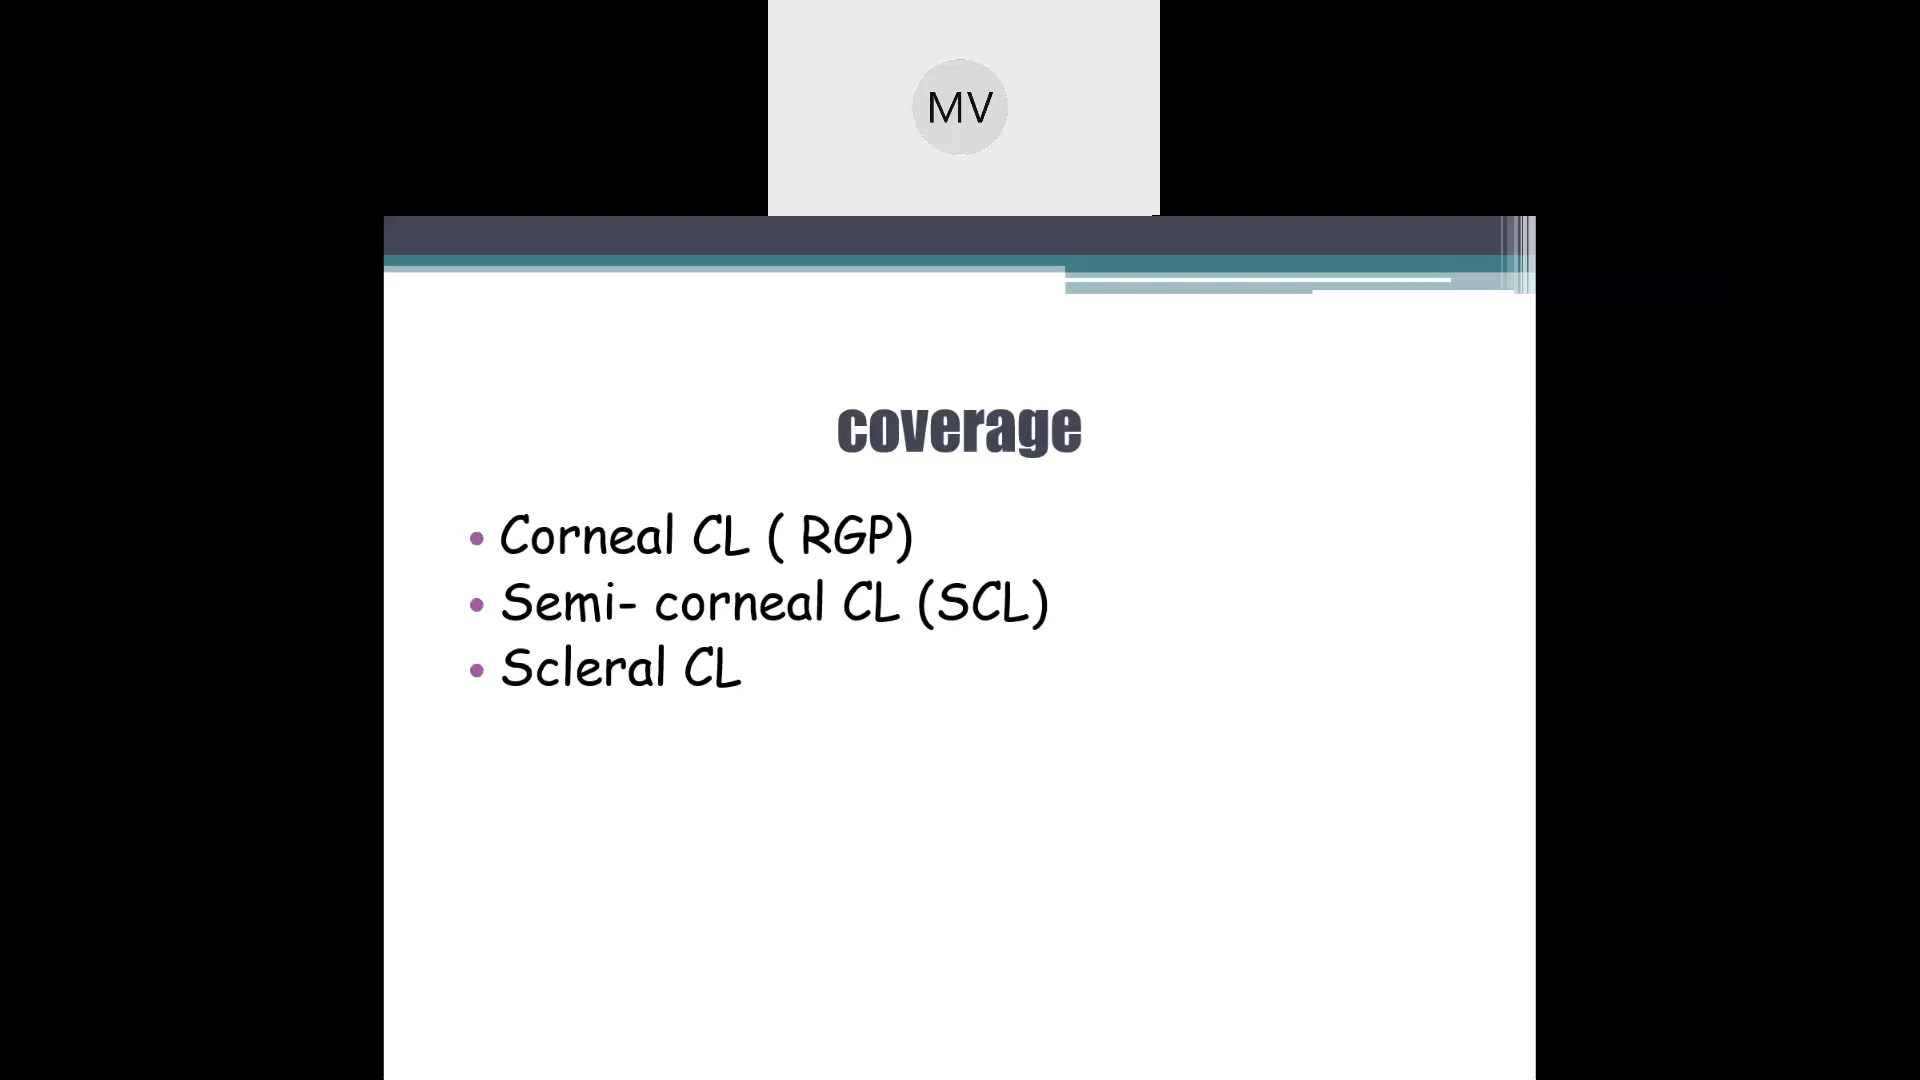 MV
coverage
• Corneal CL ( RGP)
• Semi- corneal CL (SCL)
• Scleral CL